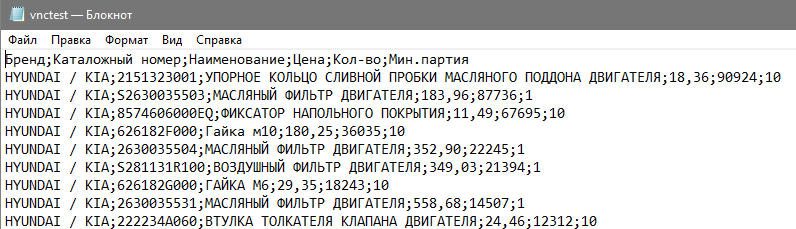 vnctest — Блокнот
Файл Правка Формат Вид Справка
Бренд;Каталожный номер;Наименование;Цена;Кол-во;Мин.партия
HYUNDAI / KIA;2151323001;УПОРНОЕ КОЛЬЦО СЛИВНОЙ ПРОБКИ МАСЛЯНОГО ПОДДОНА ДВИГАТЕЛЯ;18,36;90924;10
HYUNDAI / KIA;S2630035503;МАСЛЯНЫЙ ФИЛЬТР ДВИГАТЕЛЯ;183,96;87736;1
HYUNDAI / KIA;8574606000EQ;ФИКСАТОР НАПОЛЬНОГО ПОКРЫТИЯ;11,49;67695;10
HYUNDAI / KIA;626182F000;Гайка м10;180,25;36035;10
HYUNDAI / KIA;2630035504;МАСЛЯНЫЙ ФИЛЬТР ДВИГАТЕЛЯ;352,90;22245;1
HYUNDAI / KIA;S281131R100;ВОЗДУШНЫЙ ФИЛЬТР ДВИГАТЕЛЯ;349,03;21394;1
HYUNDAI / KIA;626182G000;ГАЙКА М6;29,35;18243;10
HYUNDAI / KIA;2630035531;МАСЛЯНЫЙ ФИЛЬТР ДВИГАТЕЛЯ;558,68;14507;1
HYUNDAI / KIA;222234A060;ВТУЛКА ТОЛКАТЕЛЯ КЛАПАНА ДВИГАТЕЛЯ;24,46;12312;10